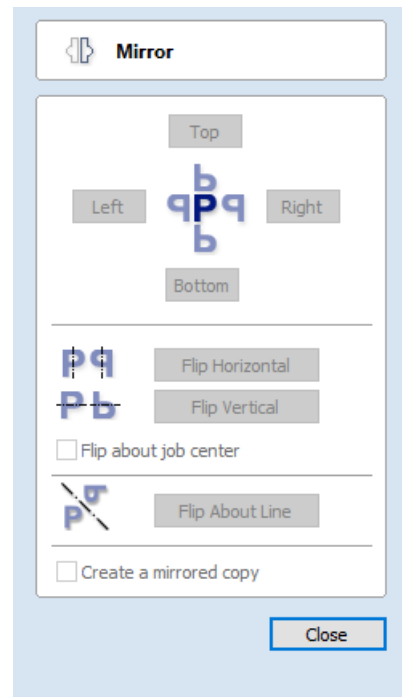 Mirror
Top
Left
Right
Bottom
Flip Horizontal
Flip Vertical
Flip about job center
Flip About Line
Create a mirrored copy
Close